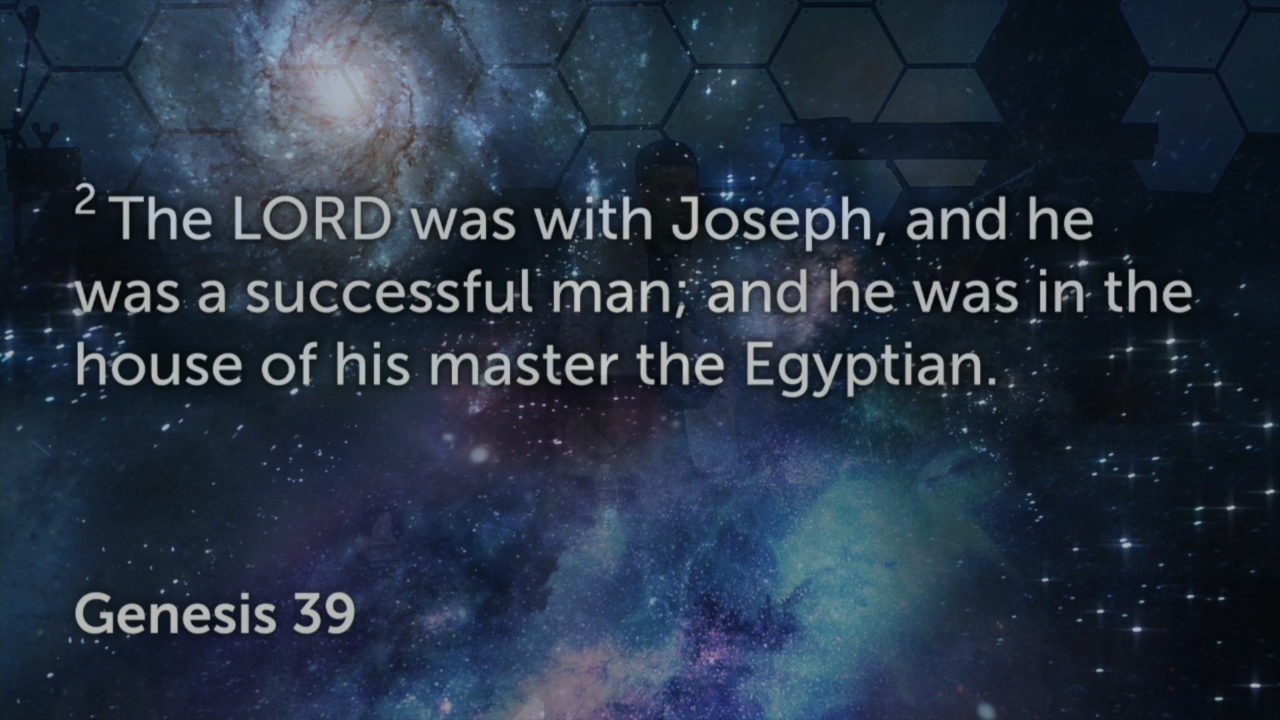 2 The LORD was with Joseph, and he
was a successful man; and he was in the
house of his master the Egyptian.
Genesis 39